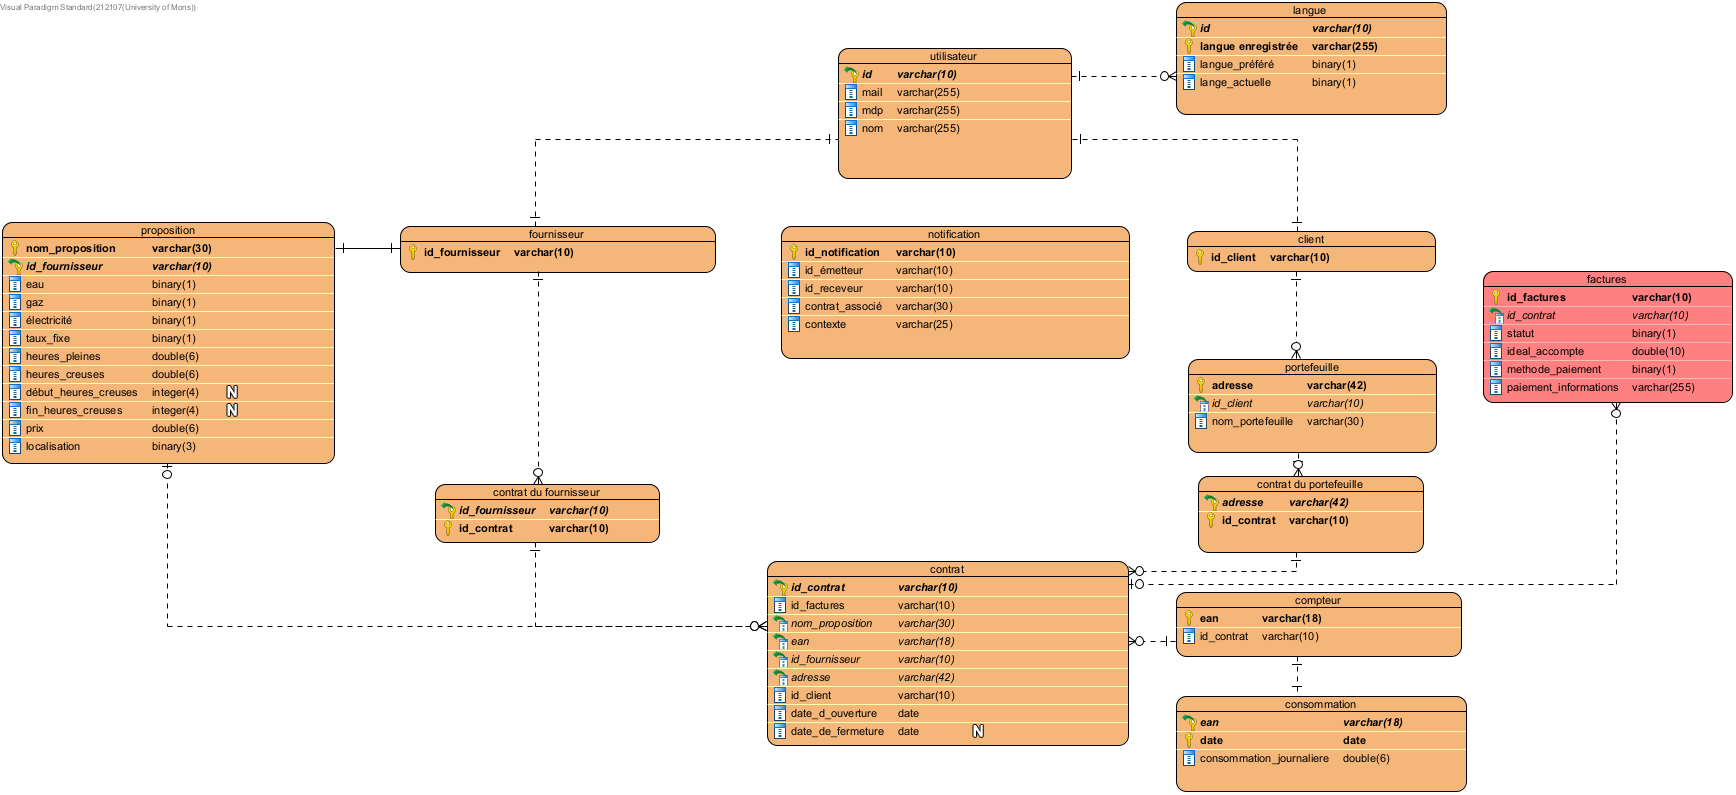 Visual Paradigm Standard(212107(University of Mons))
langue
id varchar(10)
langue enregistrée varchar(255)
langue_préféré binary(1)
lange_actuelle binary(1)
utilisateur
id varchar(10)
mail varchar(255)
mdp varchar(255)
nom varchar(255)
proposition
nom_proposition varchar(30)
id_fournisseur varchar(10)
eau binary(1)
gaz binary(1)
électricité binary(1)
taux_fixe binary(1)
heures_pleines double(6)
heures_creuses double(6)
début_heures_creuses integer(4) N
fin_heures_creuses integer(4) N
prix double(6)
localisation binary(3)
fournisseur
id_fournisseur varchar(10)
notification
id_notification varchar(10)
id_émetteur varchar(10)
id_receveur varchar(10)
contrat_associé varchar(30)
contexte varchar(25)
client
id_client varchar(10)
factures
id_factures varchar(10)
id_contrat varchar(10)
statut binary(1)
ideal_accompte double(10)
methode_paiement binary(1)
paiement_informations varchar(255)
portefeuille
adresse varchar(42)
id_client varchar(10)
nom_portefeuille varchar(30)
contrat du fournisseur
id_fournisseur varchar(10)
id_contrat varchar(10)
contrat du portefeuille
adresse varchar(42)
id_contrat varchar(10)
contrat
id_contrat varchar(10)
id_factures varchar(10)
nom_proposition varchar(30)
ean varchar(18)
id_fournisseur varchar(10)
adresse varchar(42)
id_client varchar(10)
date_d_ouverture date
date_de_fermeture date N
compteur
ean varchar(18)
id_contrat varchar(10)
consommation
ean varchar(18)
date date
consommation_journaliere double(6)